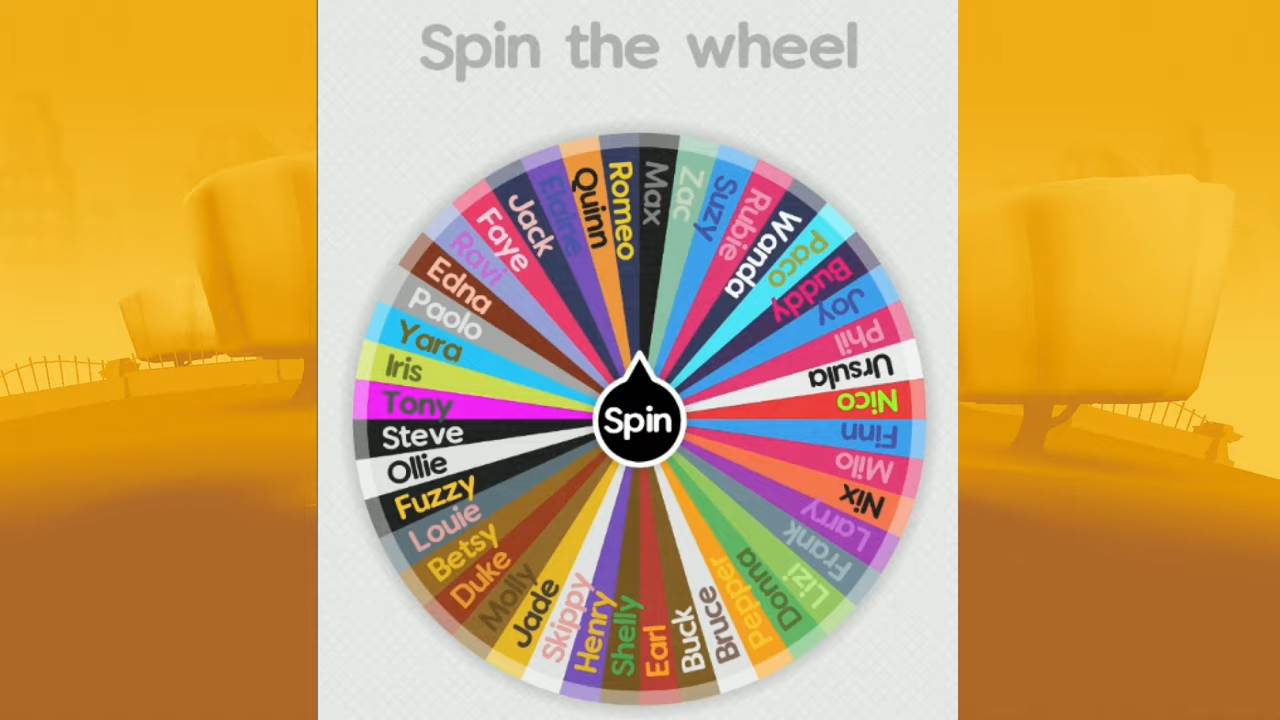 Spin the wheel
Max
Zac
Suzy
Rubie
Wanda
Paco
Buddy
Joy
Phil
Ursula
Nico
Finn
Milo
Nix
Larry
Frank
Lizi
Donna
Pepper
Bruce
Buck
Earl
Shelly
Henry
Skippy
Jade
Molly
Duke
Betsy
Louie
Fuzzy
Ollie
Steve
Tony
Iris
Yara
Paolo
Edna
Ravi
Faye
Jack
Elaine
Quinn
Romeo
Spin